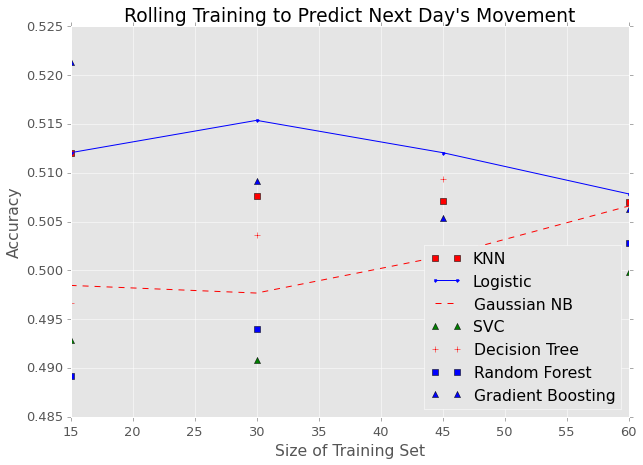 Rolling Training to Predict Next Day's Movement
0.525
0.520
0.515
0.510
0.505
0.500
0.495
0.490
0.485
Accuracy
KNN
Logistic
Gaussian NB
SVC
Decision Tree
Random Forest
Gradient Boosting
15 20 25 30 35 40 45 50 55 60
Size of Training Set